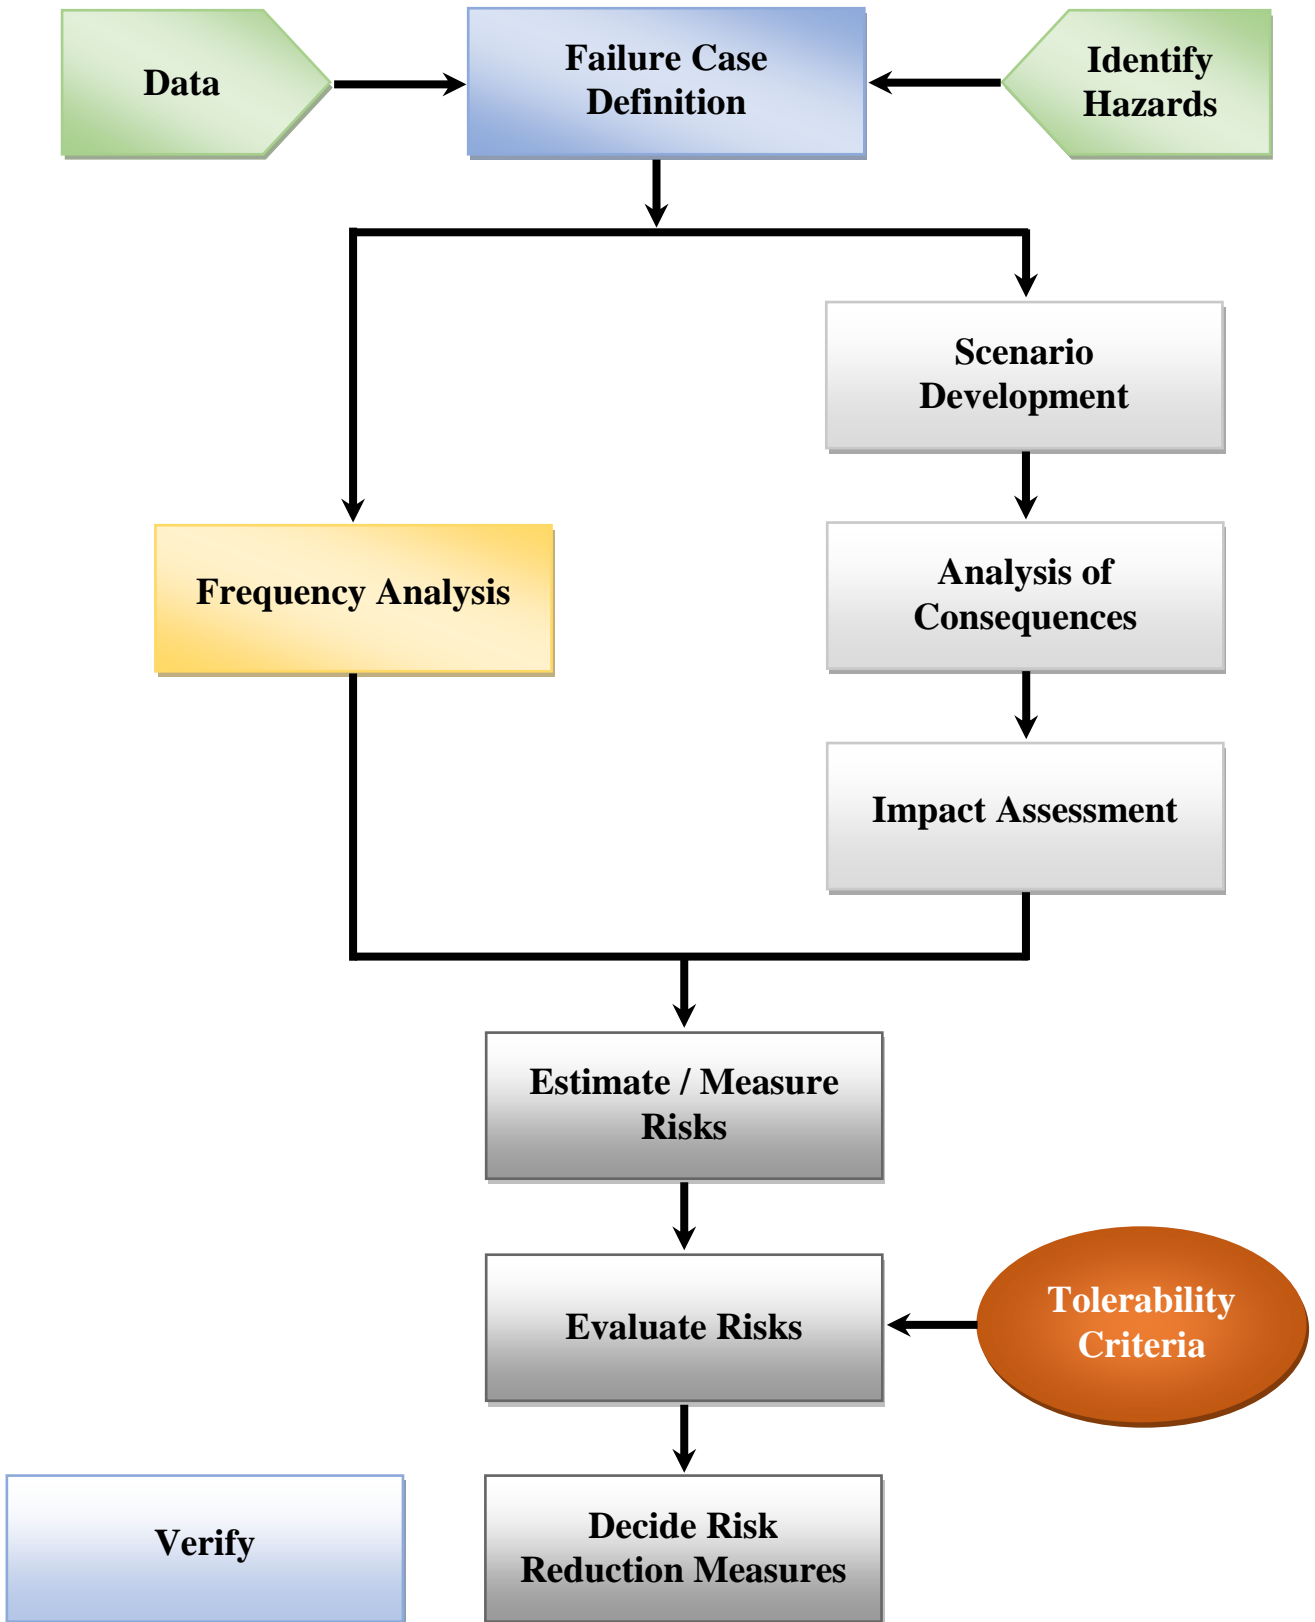 Data
Failure Case
Definition
Identify
Hazards
Scenario
Development
Frequency Analysis
Analysis of
Consequences
Impact Assessment
Estimate / Measure
Risks
Evaluate Risks
Tolerability
Criteria
Verify
Decide Risk
Reduction Measures